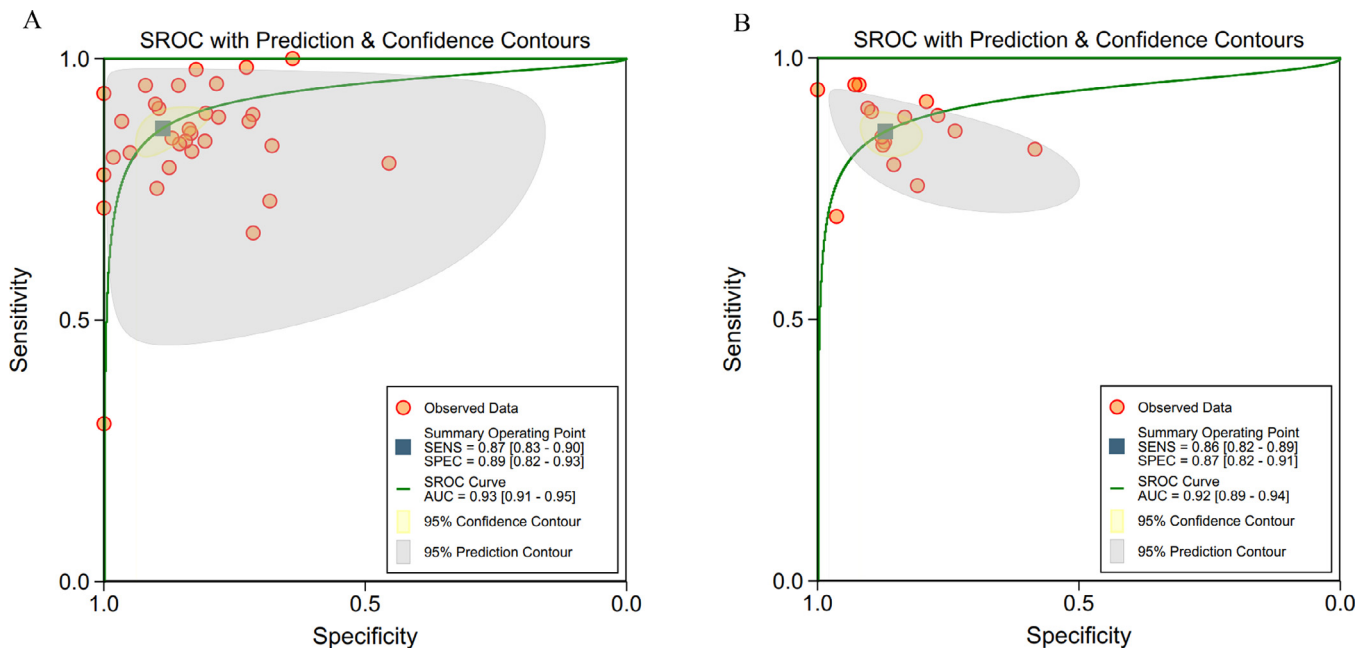 A
SROC with Prediction & Confidence Contours
1.0
0.5
0.0
Sensitivity
1.0
0.5
0.0
Specificity
Observed Data
Summary Operating Point
SENS = 0.87 [0.83 - 0.90]
SPEC = 0.89 [0.82 - 0.93]
SROC Curve
AUC = 0.93 [0.91 - 0.95]
95% Confidence Contour
95% Prediction Contour
B
SROC with Prediction & Confidence Contours
1.0
0.5
0.0
Sensitivity
1.0
0.5
0.0
Specificity
Observed Data
Summary Operating Point
SENS = 0.86 [0.82 - 0.89]
SPEC = 0.87 [0.82 - 0.91]
SROC Curve
AUC = 0.92 [0.89 - 0.94]
95% Confidence Contour
95% Prediction Contour